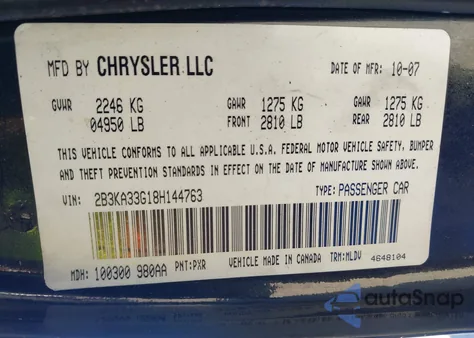 MFD BY CHRYSLER LLC DATE OF MFR: 10-07
GVWR 2246 KG GAWR 1275 KG GAWR 1275 KG
04950 LB FRONT 2810 LB REAR 2810 LB
THIS VEHICLE CONFORMS TO ALL APPLICABLE U.S.A. FEDERAL MOTOR VEHICLE SAFETY, BUMPER
AND THEFT PREVENTION STANDARDS IN EFFECT ON THE DATE OF MANUFACTURE SHOWN ABOVE.
VIN: 2B3KA33G18H144763 TYPE: PASSENGER CAR
MDH: 100300 980AA PNT:PXR VEHICLE MADE IN CANADA TRM:MLDV 4648104
autoSnap